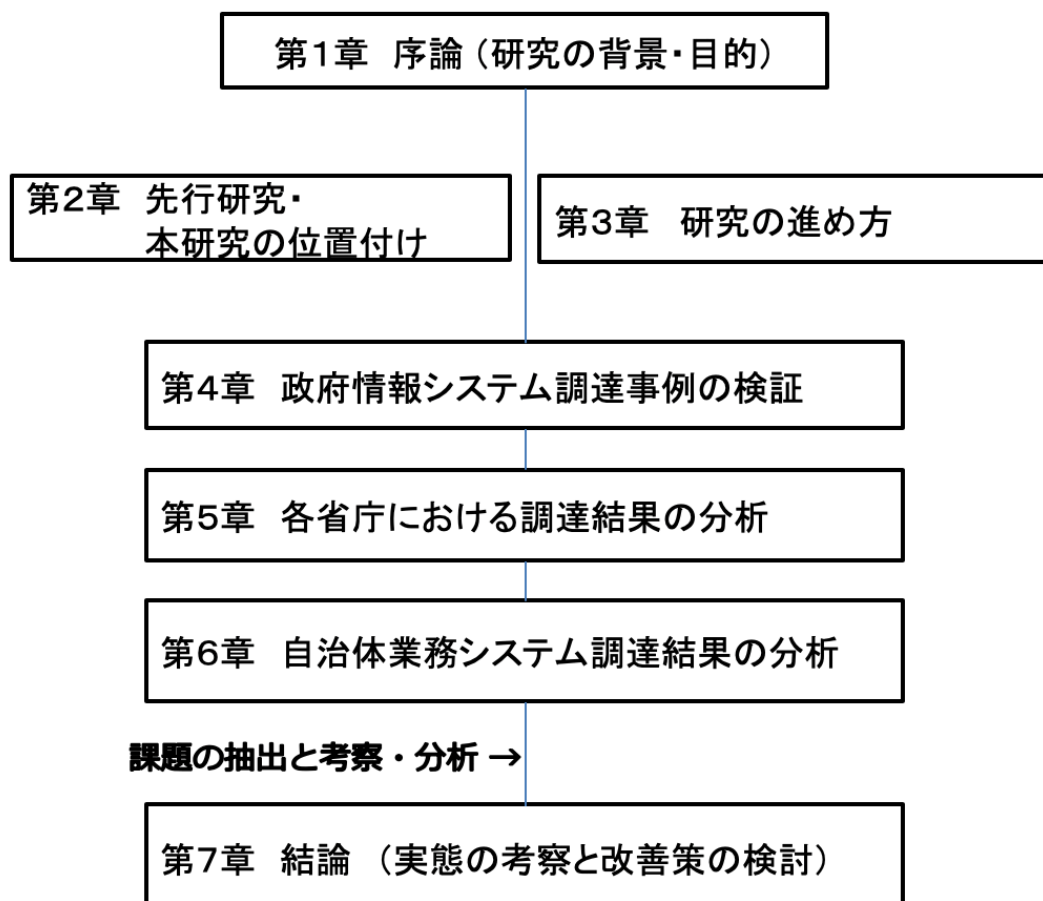 第1章 序論(研究の背景・目的)
第2章 先行研究・
本研究の位置付け
第3章 研究の進め方
第4章 政府情報システム調達事例の検証
第5章 各省庁における調達結果の分析
第6章 自治体業務システム調達結果の分析
課題の抽出と考察・分析 →
第7章 結論 (実態の考察と改善策の検討)